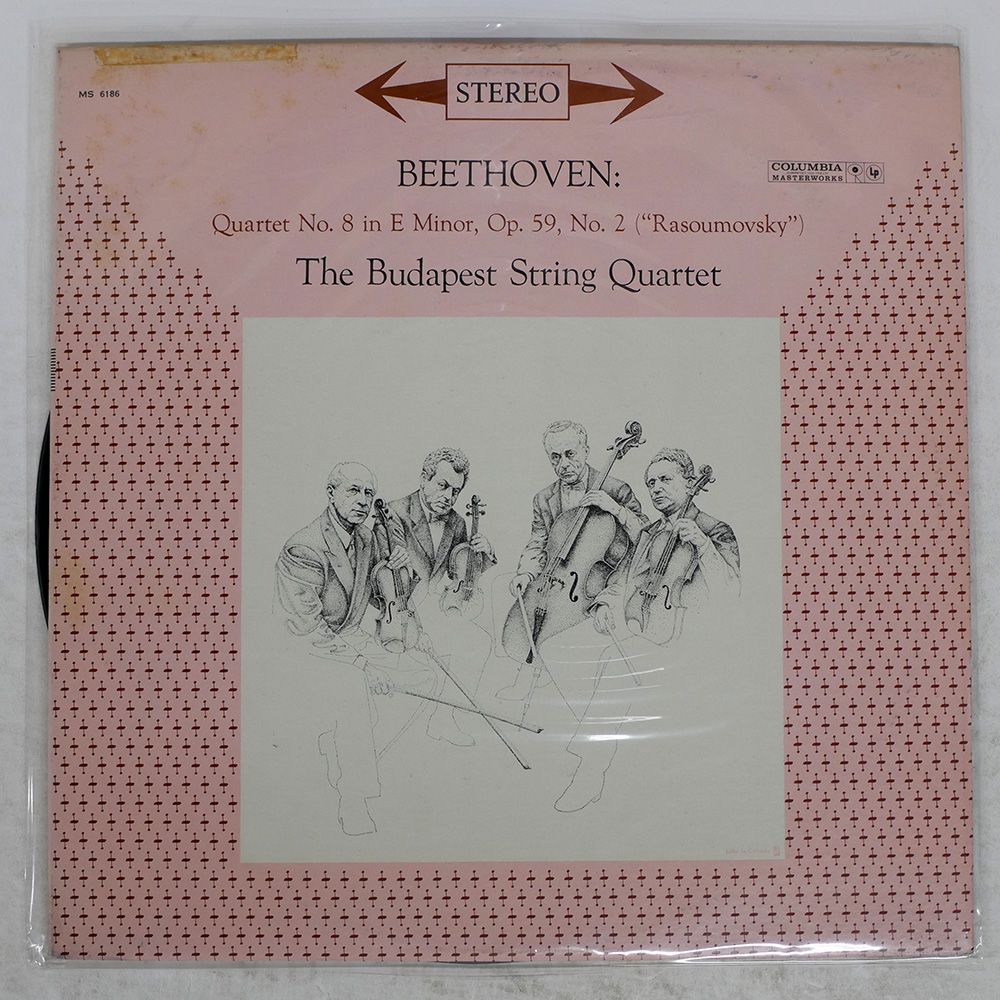 MS 6186
STEREO
BEETHOVEN:
COLUMBIA
MASTERWORKS
LP
Quartet No. 8 in E Minor, Op. 59, No. 2 (“Rasoumovsky”)
The Budapest String Quartet